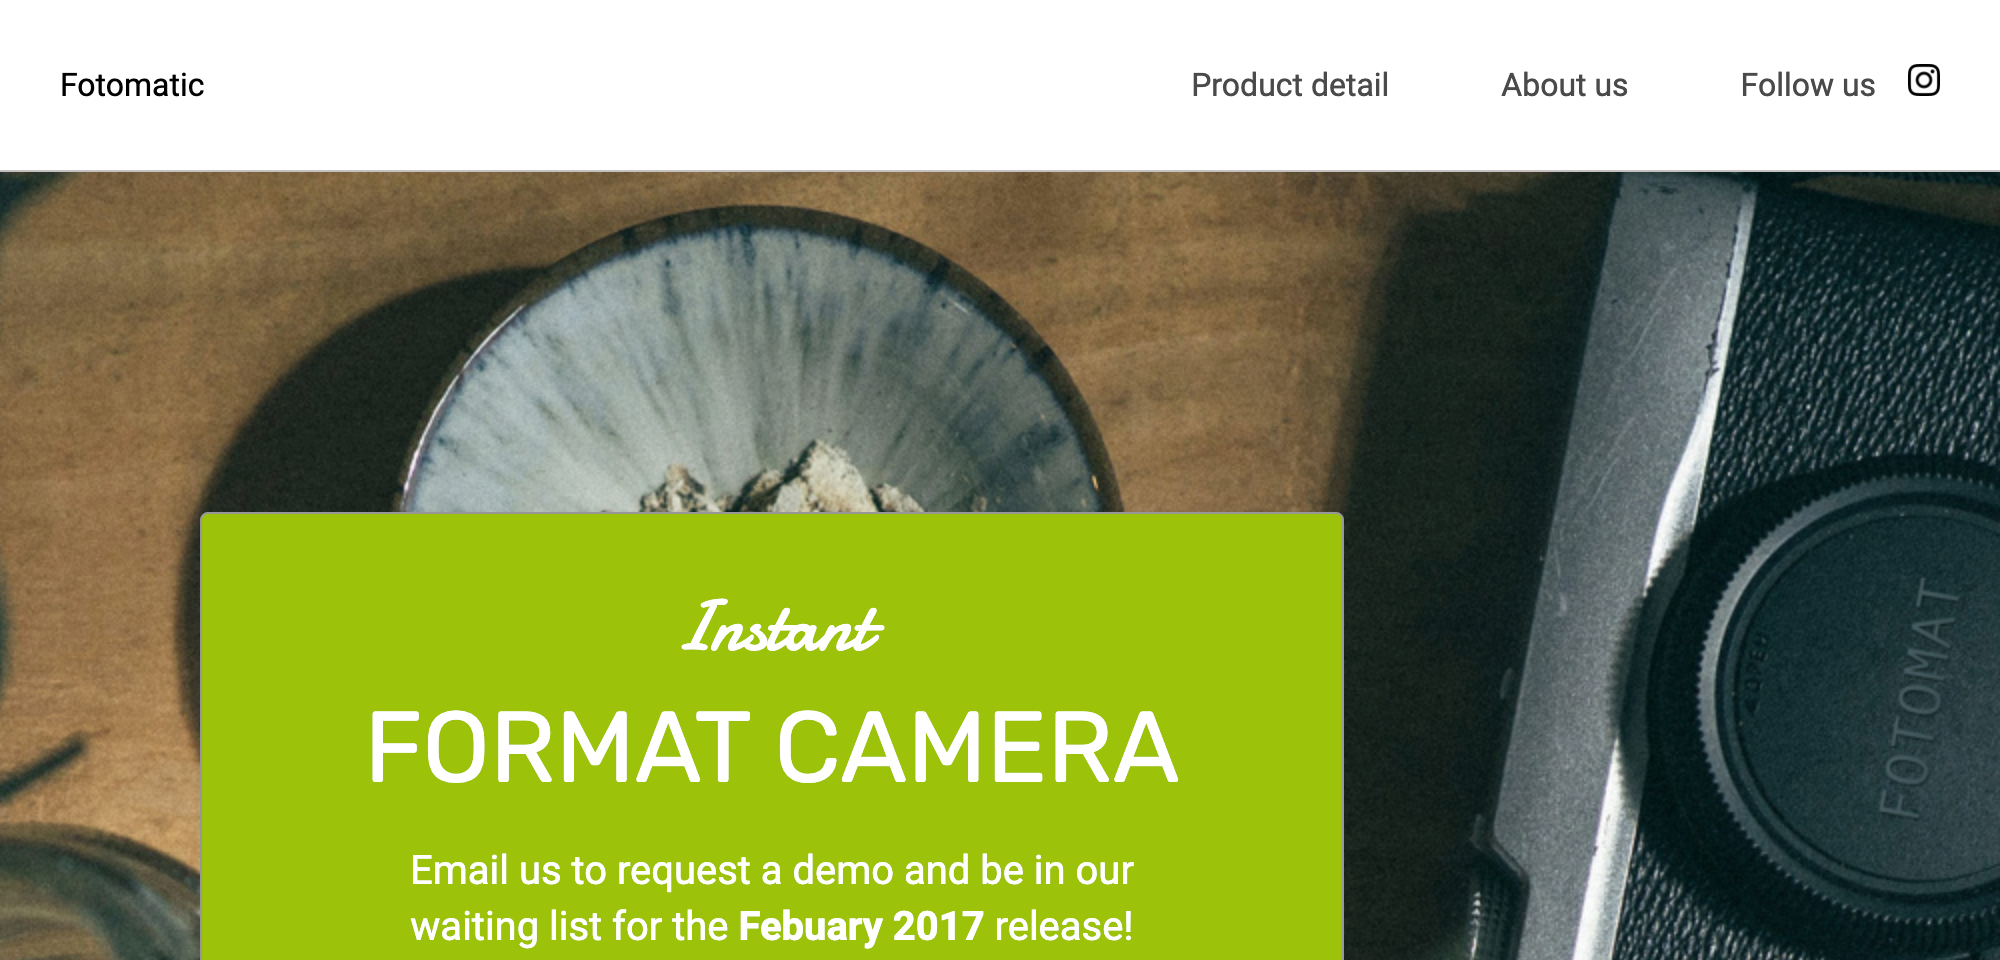 Fotomatic
Product detail
About us
Follow us
Instant
FORMAT CAMERA
Email us to request a demo and be in our
waiting list for the Febuary 2017 release!
FOTOMAT